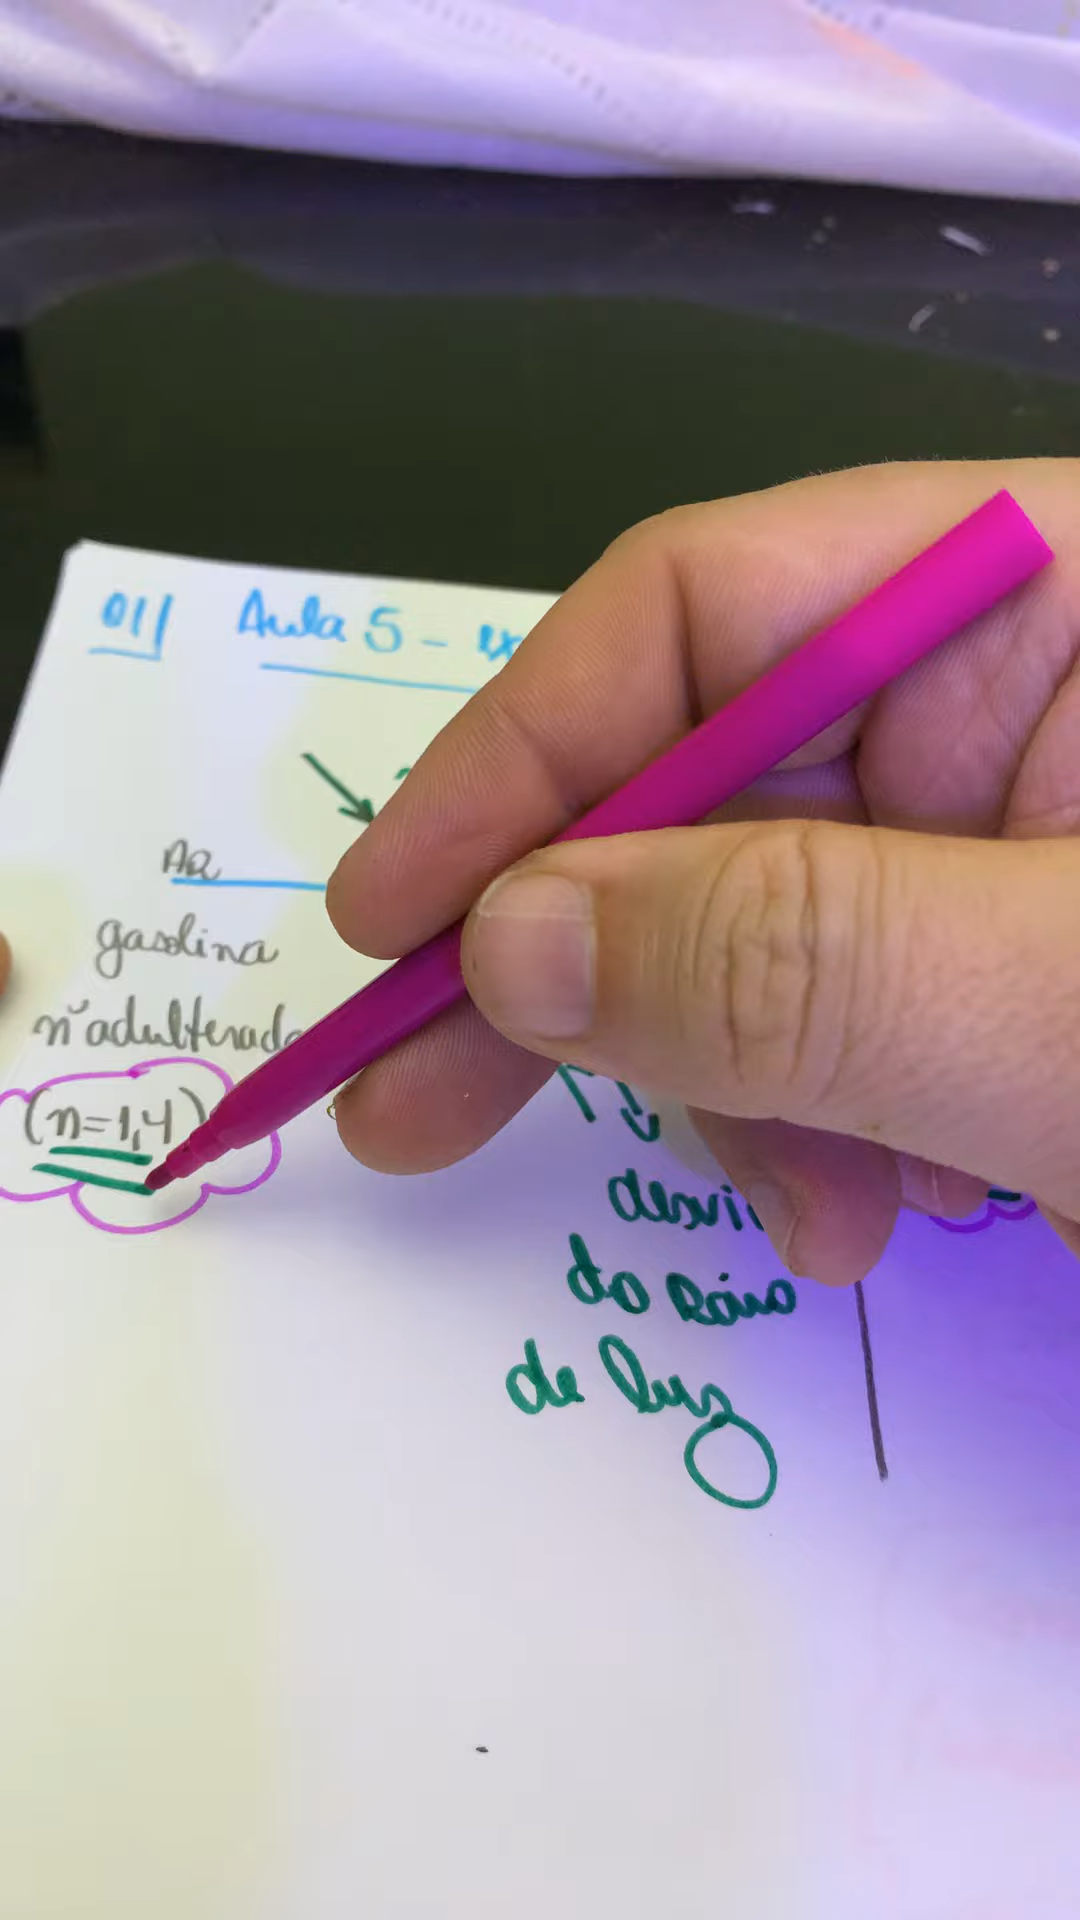 01 Aula 5 -
AR
gasolina
ñ adulterada
(n=1,4)
do raio
de luz